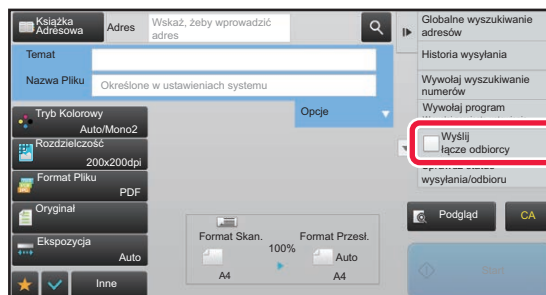 Książka
Adresowa
Adres
Wskaż, żeby wprowadzić
adres
Temat
Nazwa Pliku
Określone w ustawieniach systemu
Opcje
Tryb Kolorowy
Auto/Mono2
Rozdzielczość
200x200dpi
Format Pliku
PDF
Oryginał
Ekspozycja
Auto
Inne
Format Skan.
100%
Format Przesł.
Auto
A4
A4
Globalne wyszukiwanie
adresów
Historia wysyłania
Wywołaj wyszukiwanie
numerów
Wywołaj program
Wyślij
łącze odbiorcy
wysyłania/odbioru
Podgląd
CA
Start